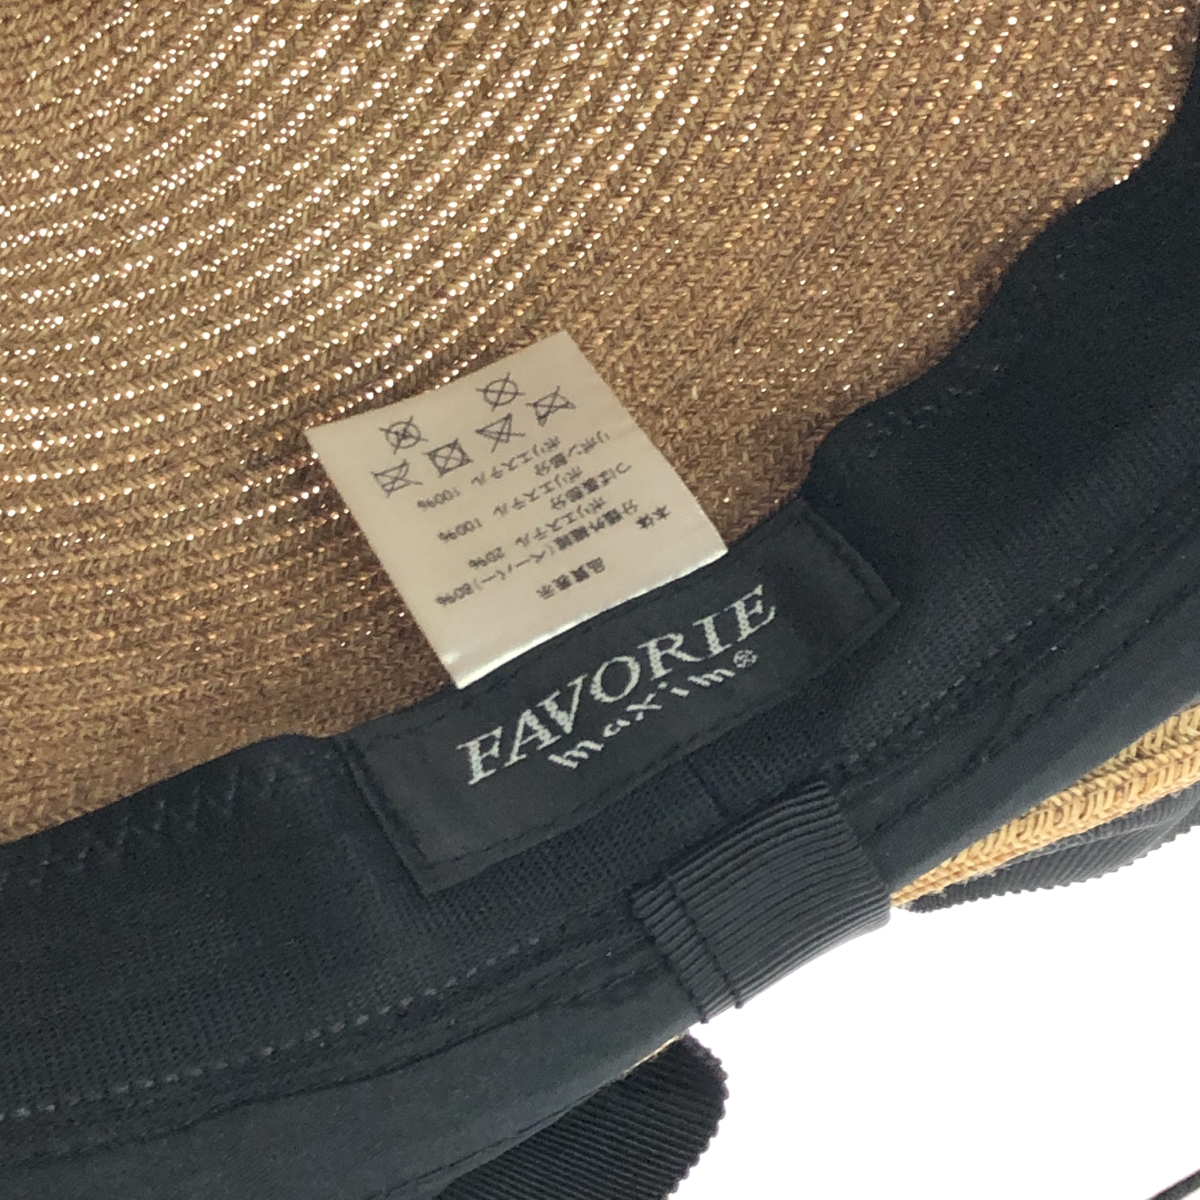 品質表示
本体
分類外繊維(ペーパー)80%
ポリエステル 20%
つば裏部分
ポリエステル 100%
リボン部分
ポリエステル 100%
FAVORIE
maxim®